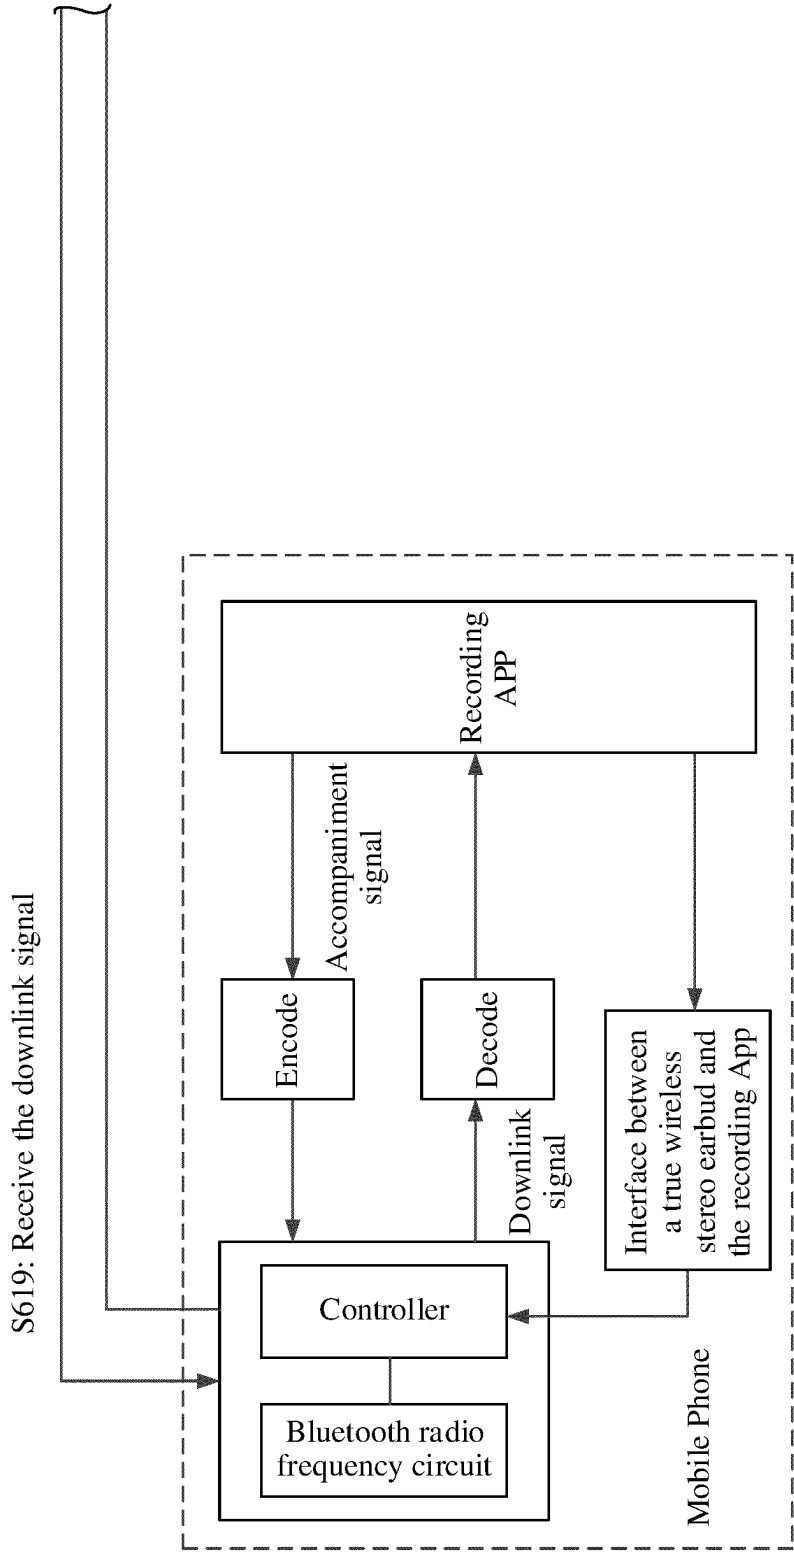 S619: Receive the downlink signal
Recording
APP
Accompaniment
signal
Encode
Decode
Downlink
signal
Interface between
a true wireless
stereo earbud and
the recording App
Controller
Bluetooth radio
frequency circuit
Mobile Phone